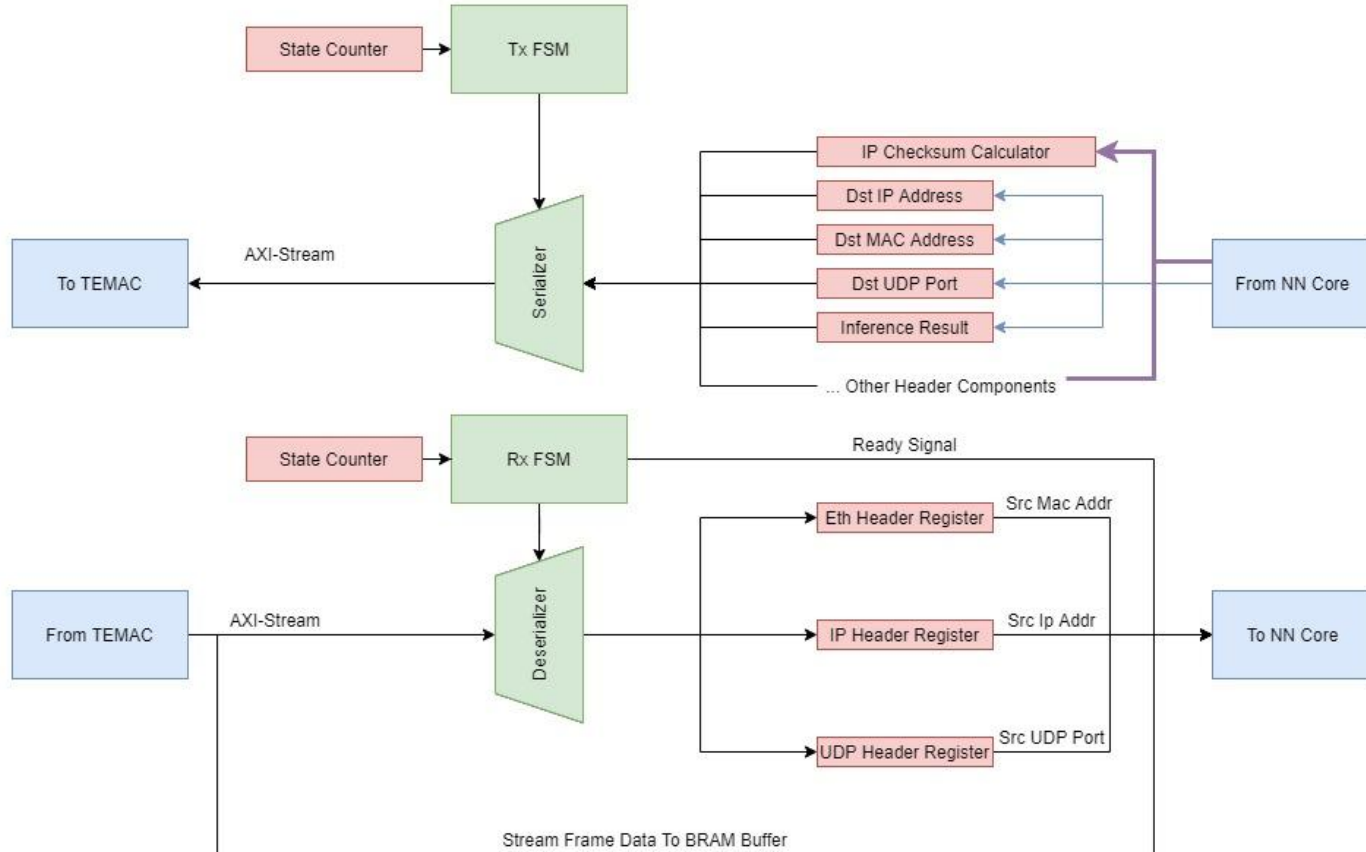 State Counter
Tx FSM
IP Checksum Calculator
Dst IP Address
Dst MAC Address
To TEMAC
AXI-Stream
Serializer
Dst UDP Port
From NN Core
Inference Result
... Other Header Components
State Counter
Rx FSM
Ready Signal
Eth Header Register
Src Mac Addr
From TEMAC
AXI-Stream
Deserializer
IP Header Register
Src Ip Addr
To NN Core
UDP Header Register
Src UDP Port
Stream Frame Data To BRAM Buffer